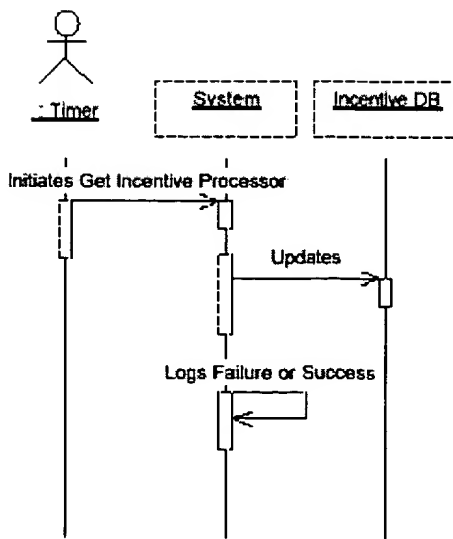 : Timer
System
Incentive DB
Initiates Get Incentive Processor
Updates
Logs Failure or Success